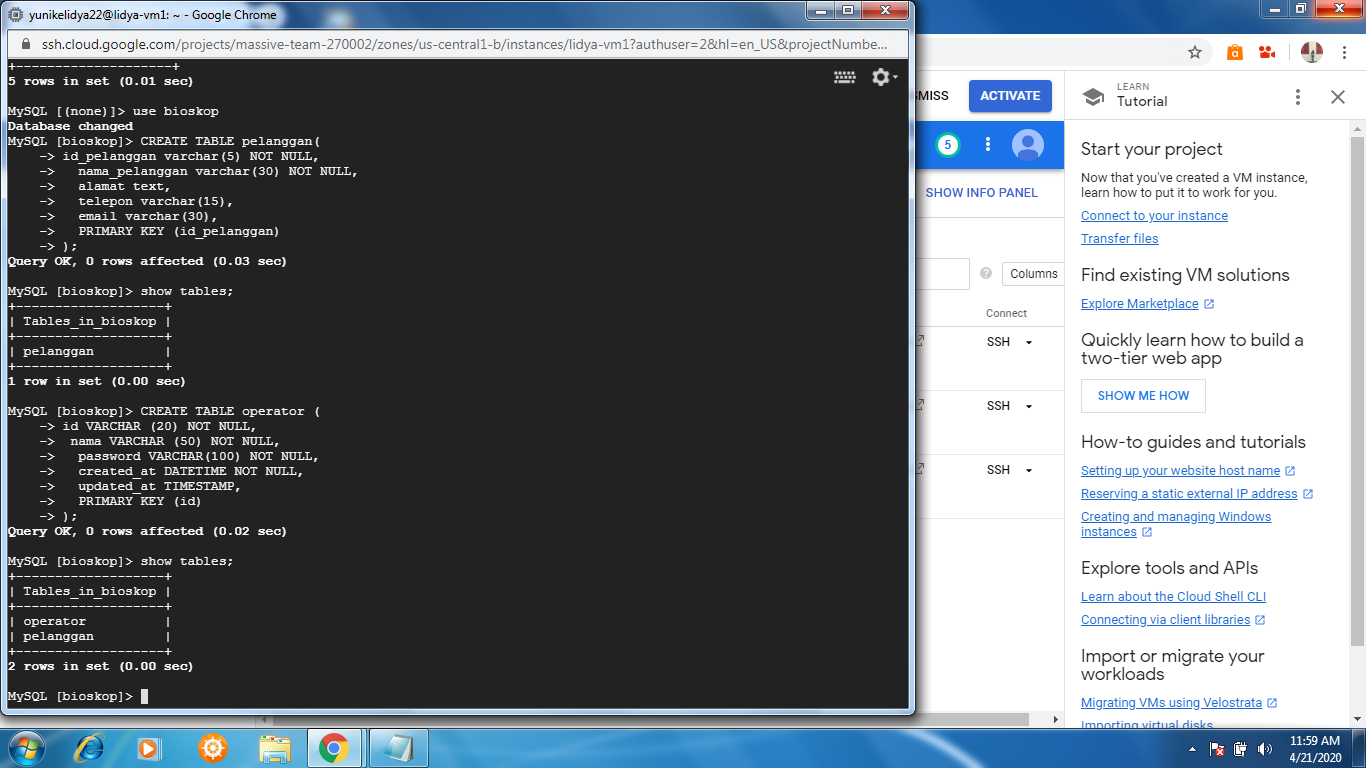 yunikelidya22@lidya-vm1: ~ - Google Chrome
ssh.cloud.google.com/projects/massive-team-270002/zones/us-central1-b/instances/lidya-vm1?authuser=2&hl=en_US&projectNumbe...
+--------------------+
5 rows in set (0.01 sec)
MySQL [(none)]> use bioskop
Database changed
MySQL [bioskop]> CREATE TABLE pelanggan(
    -> id_pelanggan varchar(5) NOT NULL,
    ->   nama_pelanggan varchar(30) NOT NULL,
    ->   alamat text,
    ->   telepon varchar(15),
    ->   email varchar(30),
    ->   PRIMARY KEY (id_pelanggan)
    -> );
Query OK, 0 rows affected (0.03 sec)
MySQL [bioskop]> show tables;
+-------------------+
| Tables_in_bioskop |
+-------------------+
| pelanggan         |
+-------------------+
1 row in set (0.00 sec)
MySQL [bioskop]> CREATE TABLE operator (
    -> id VARCHAR (20) NOT NULL,
    ->  nama VARCHAR (50) NOT NULL,
    ->   password VARCHAR(100) NOT NULL,
    ->   created_at DATETIME NOT NULL,
    ->   updated_at TIMESTAMP,
    ->   PRIMARY KEY (id)
    -> );
Query OK, 0 rows affected (0.02 sec)
MySQL [bioskop]> show tables;
+-------------------+
| Tables_in_bioskop |
+-------------------+
| operator          |
| pelanggan         |
+-------------------+
2 rows in set (0.00 sec)
MySQL [bioskop]>
MISS
ACTIVATE
5
SHOW INFO PANEL
Columns
Connect
SSH
SSH
SSH
LEARN
Tutorial
Start your project
Now that you've created a VM instance,
learn how to put it to work for you.
Connect to your instance
Transfer files
Find existing VM solutions
Explore Marketplace
Quickly learn how to build a
two-tier web app
SHOW ME HOW
How-to guides and tutorials
Setting up your website host name
Reserving a static external IP address
Creating and managing Windows
instances
Explore tools and APIs
Learn about the Cloud Shell CLI
Connecting via client libraries
Import or migrate your
workloads
Migrating VMs using Velostrata
Importing virtual disks
11:59 AM
4/21/2020